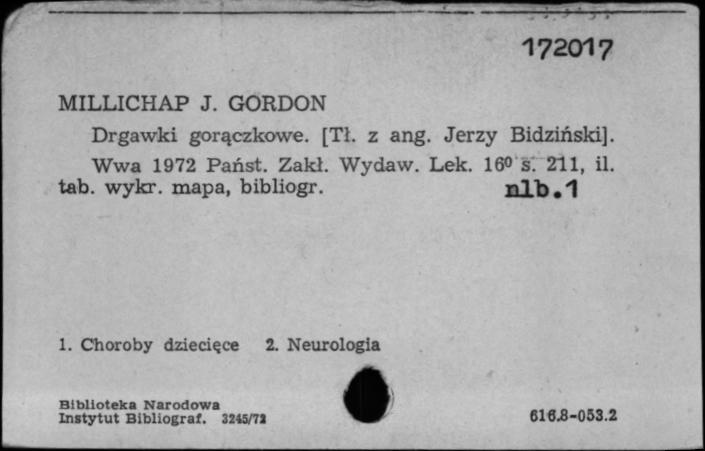 172017
MILLICHAP J. GORDON
Drgawki gorączkowe. [Tł. z ang. Jerzy Bidziński].
Wwa 1972 Państ. Zakł. Wydaw. Lek. 16⁰ s. 211, il.
tab. wykr. mapa, bibliogr. nlb.1
1. Choroby dziecięce 2. Neurologia
Biblioteka Narodowa
Instytut Bibliograf. 3245/72
616.8-053.2